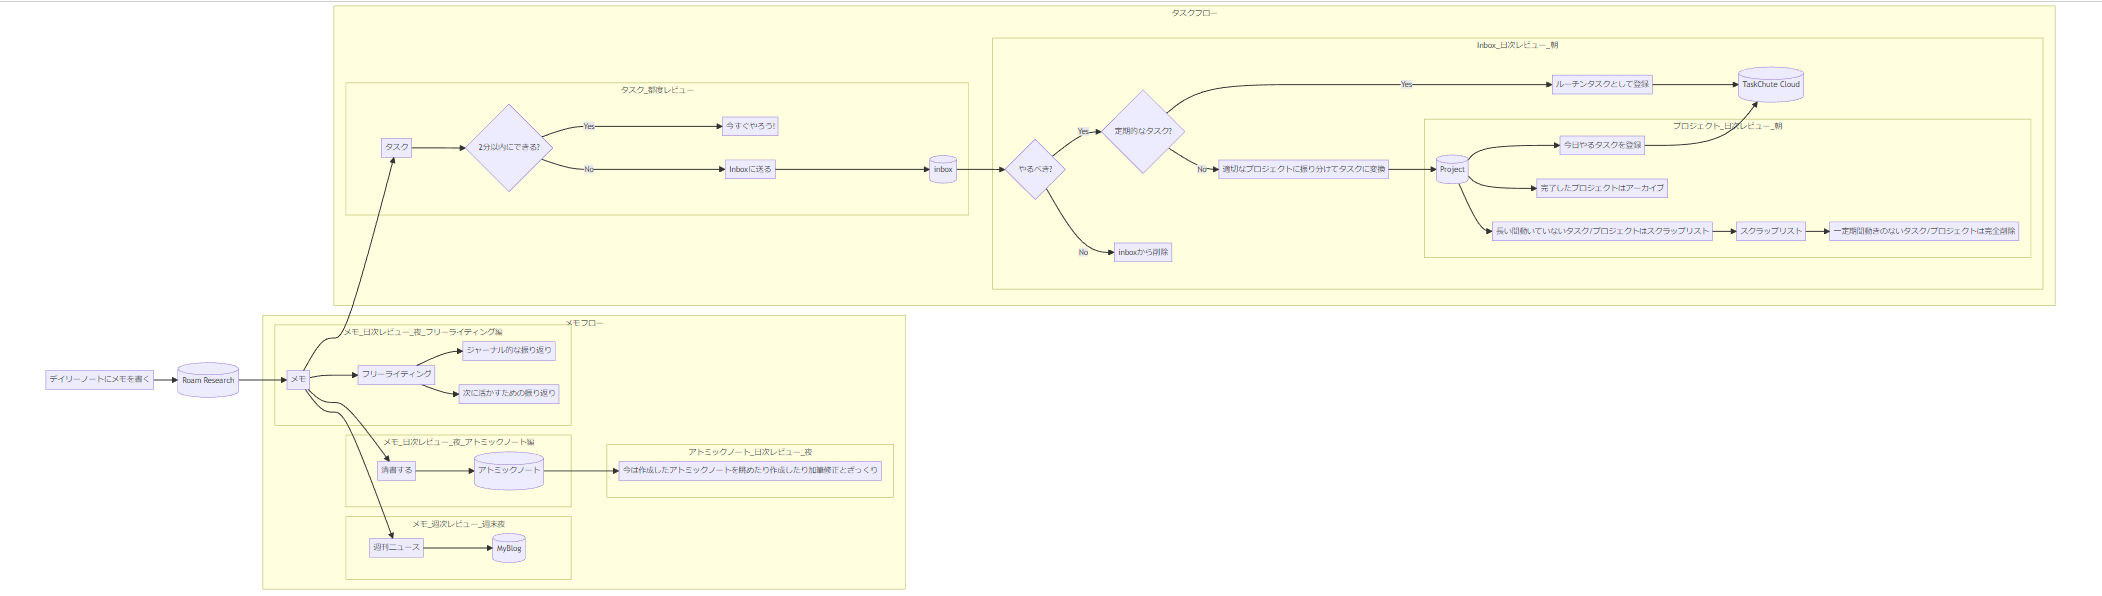 タスクフロー
Inbox_日次レビュー_朝
タスク_都度レビュー
タスク
2分以内にできる?
Yes
今すぐやろう!
No
Inboxに送る
inbox
やるべき?
Yes
定期的なタスク?
Yes
ルーチンタスクとして登録
TaskChute Cloud
No
適切なプロジェクトに振り分けてタスクに変換
プロジェクト_日次レビュー_朝
Project
今日やるタスクを登録
完了したプロジェクトはアーカイブ
長い間動いていないタスク/プロジェクトはスクラップリスト
スクラップリスト
一定期間動きのないタスク/プロジェクトは完全削除
No
inboxから削除
メモフロー
メモ_日次レビュー_夜_フリーライティング編
デイリーノートにメモを書く
Roam Research
メモ
フリーライティング
ジャーナル的な振り返り
次に活かすための振り返り
メモ_日次レビュー_夜_アトミックノート編
清書する
アトミックノート
アトミックノート_日次レビュー_夜
今は作成したアトミックノートを眺めたり作成したり加筆修正とざっくり
メモ_週次レビュー_週末夜
週刊ニュース
MyBlog